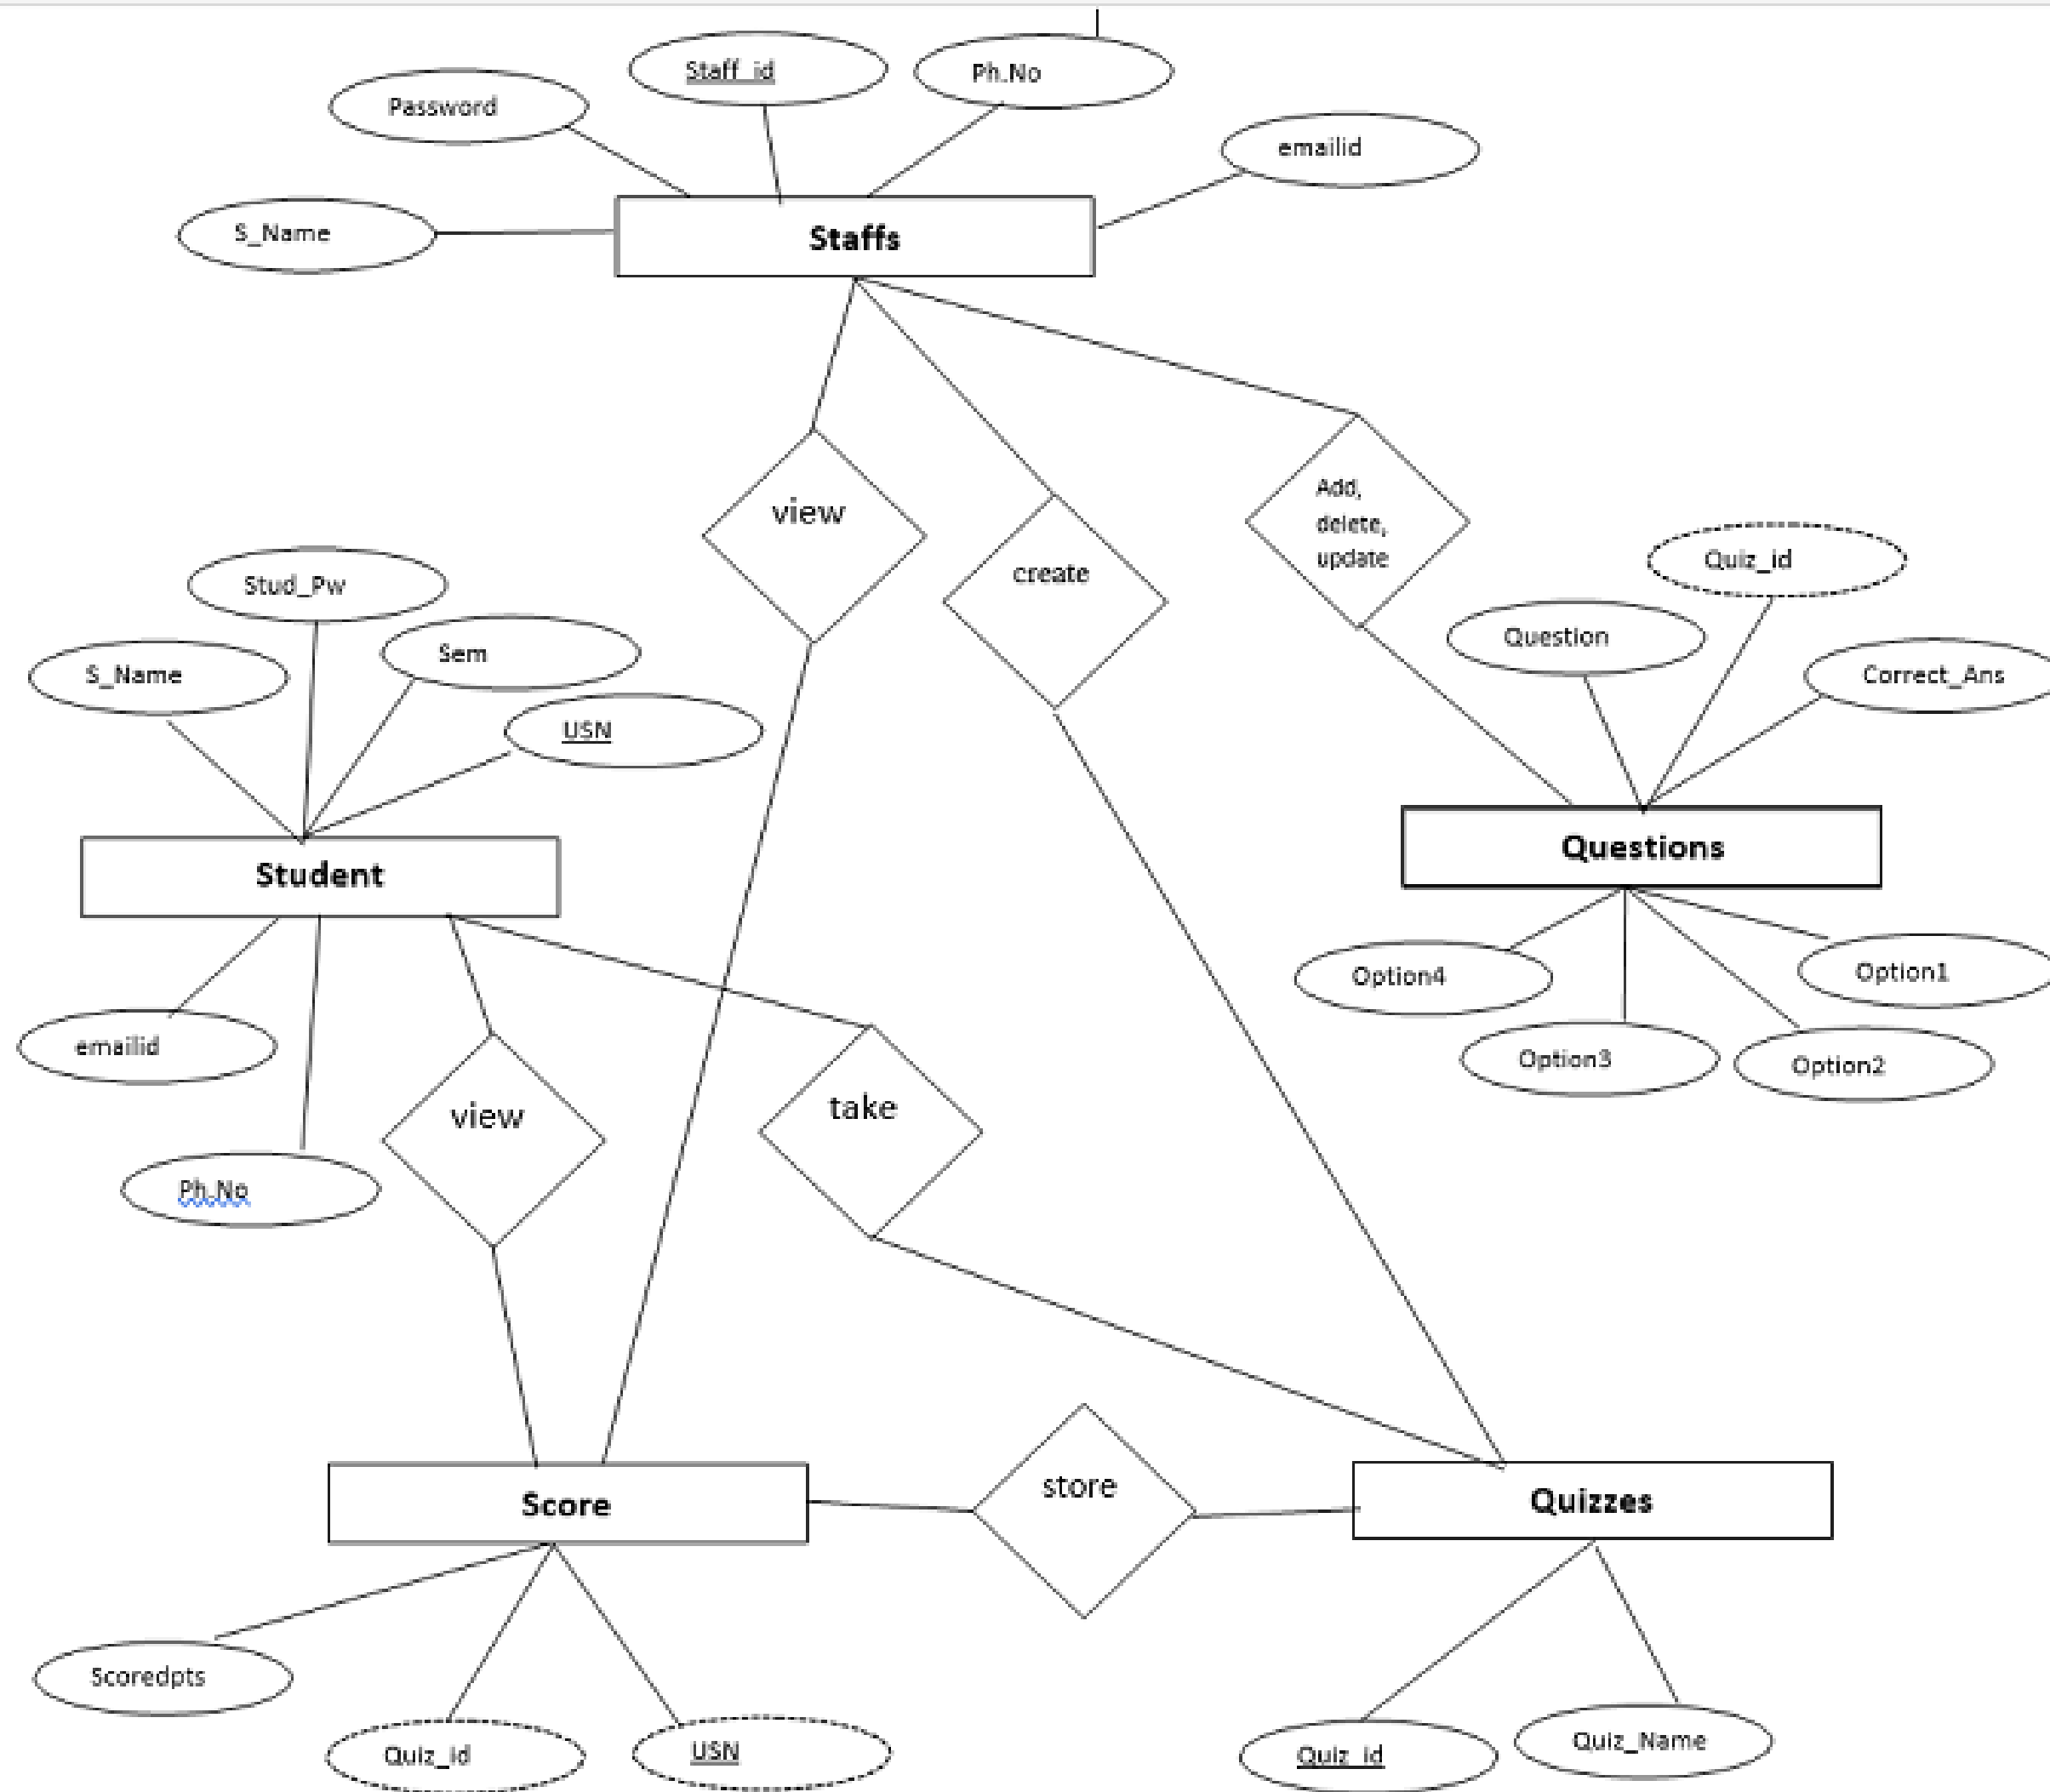 Staff_id
Ph.No
Password
emailid
S_Name
Staffs
view
create
Add,
delete,
update
Quiz_id
Question
Correct_Ans
Stud_Pw
Sem
S_Name
USN
Questions
Student
Option4
Option1
Option3
Option2
emailid
view
take
Ph.No
Score
store
Quizzes
Scoredpts
Quiz_id
USN
Quiz_id
Quiz_Name